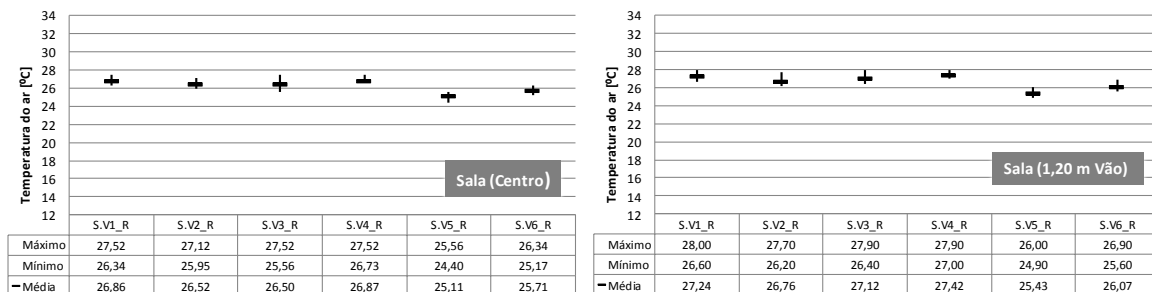 Temperatura do ar [ºC]
34
32
30
28
26
24
22
20
18
16
14
12
Sala (Centro)
S.V1_R S.V2_R S.V3_R S.V4_R S.V5_R S.V6_R
Máximo 27,52 27,12 27,52 27,52 25,56 26,34
Mínimo 26,34 25,95 25,56 26,73 24,40 25,17
Média 26,86 26,52 26,50 26,87 25,11 25,71
Temperatura do ar [ºC]
34
32
30
28
26
24
22
20
18
16
14
12
Sala (1,20 m Vão)
S.V1_R S.V2_R S.V3_R S.V4_R S.V5_R S.V6_R
Máximo 28,00 27,70 27,90 27,90 26,00 26,90
Mínimo 26,60 26,20 26,40 27,00 24,90 25,60
Média 27,24 26,76 27,12 27,42 25,43 26,07